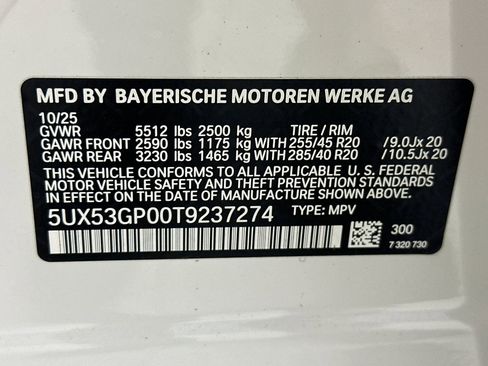 MFD BY BAYERISCHE MOTOREN WERKE AG
10/25
GVWR 5512 lbs 2500 kg TIRE / RIM
GAWR FRONT 2590 lbs 1175 kg WITH 255/45 R20 /9.0Jx 20
GAWR REAR 3230 lbs 1465 kg WITH 285/40 R20 /10.5Jx 20
THIS VEHICLE CONFORMS TO ALL APPLICABLE U. S. FEDERAL
MOTOR VEHICLE SAFETY AND THEFT PREVENTION STANDARDS
IN EFFECT ON THE DATE OF MANUFACTURE SHOWN ABOVE.
5UX53GP00T9237274 TYPE: MPV
300
7 320 730